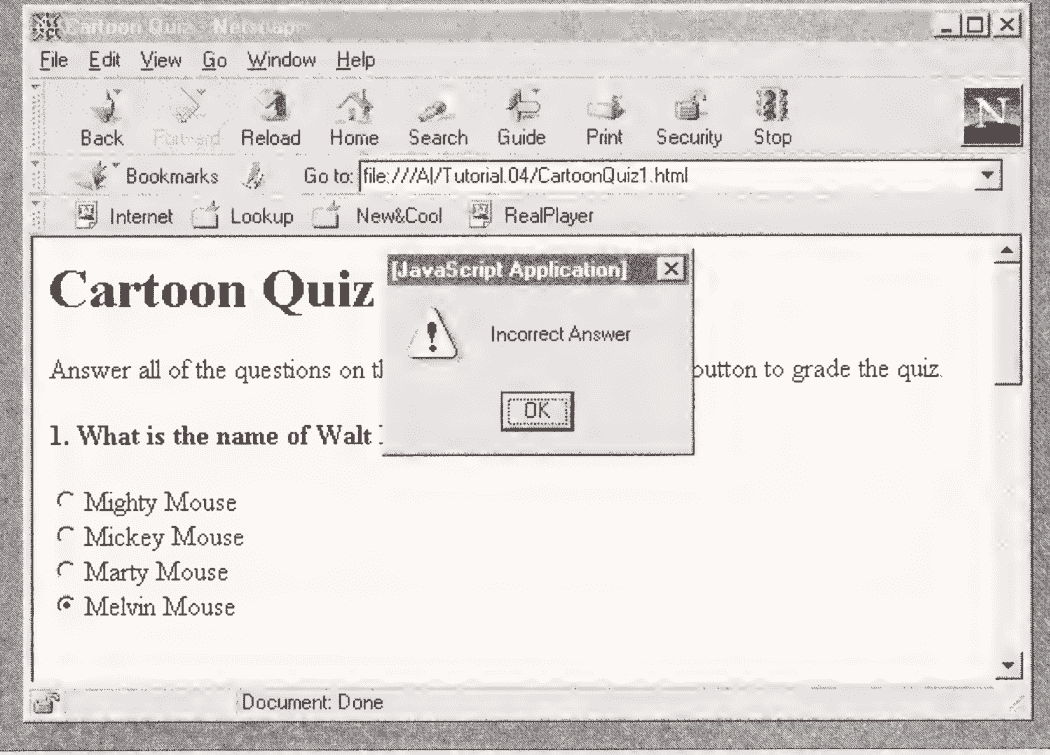 Cartoon Quiz - Netscape
File Edit View Go Window Help
Back Forward Reload Home Search Guide Print Security Stop
N
Bookmarks Go to: file:///A|/Tutorial.04/CartoonQuiz1.html
Internet Lookup New&Cool RealPlayer
[JavaScript Application]
Incorrect Answer
OK
Cartoon Quiz
Answer all of the questions on t
button to grade the quiz.
1. What is the name of Walt
Mighty Mouse
Mickey Mouse
Marty Mouse
Melvin Mouse
Document: Done